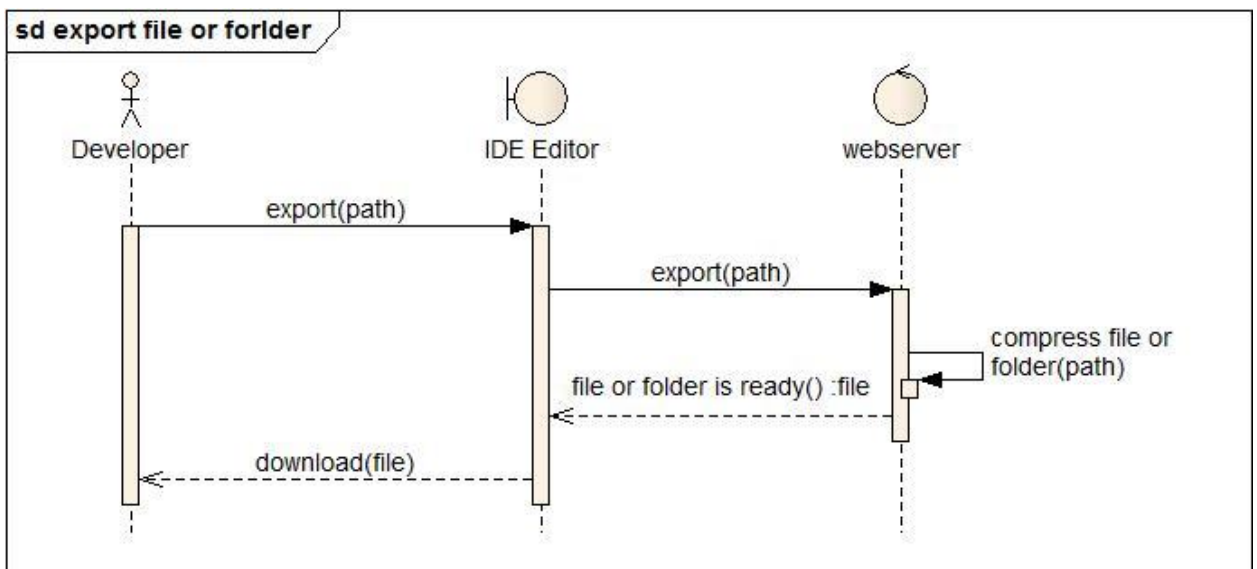 sd export file or forlder
Developer
IDE Editor
webserver
export(path)
export(path)
compress file or
folder(path)
file or folder is ready() :file
download(file)